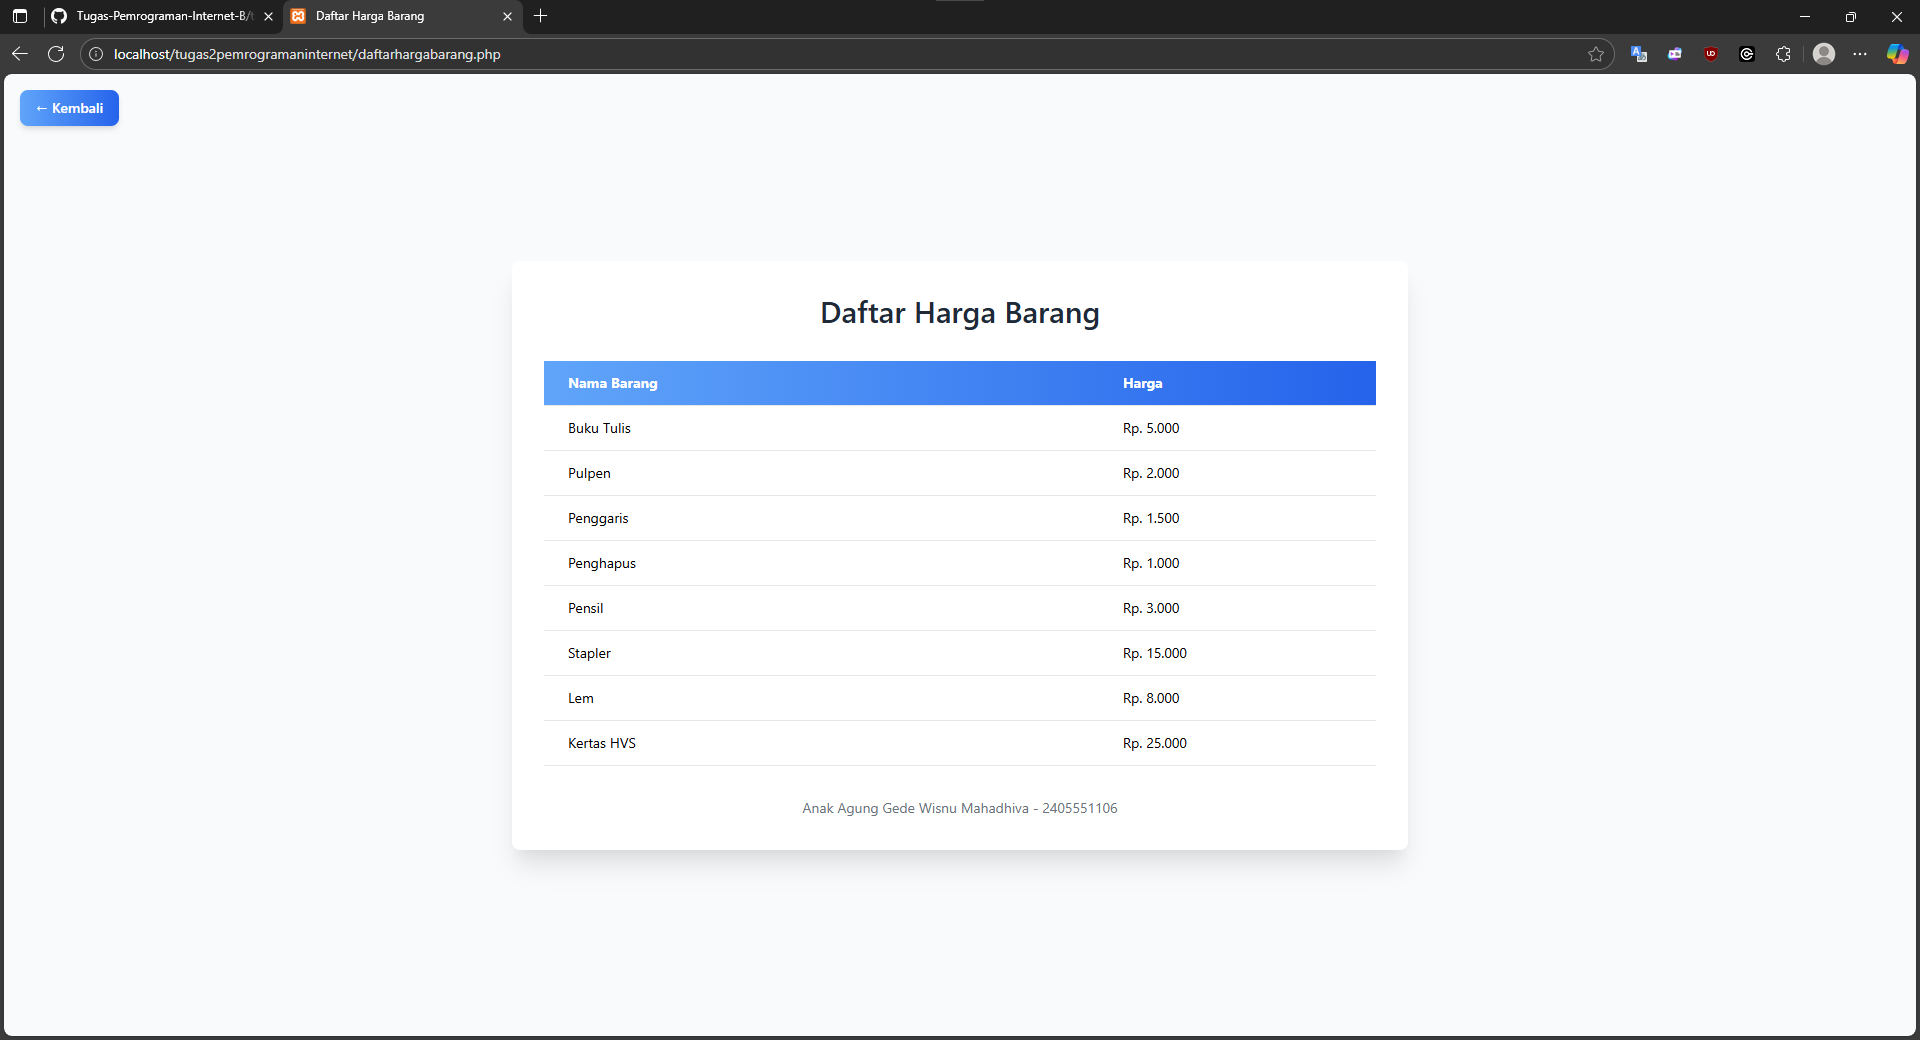 Tugas-Pemrograman-Internet-B/t
Daftar Harga Barang
localhost/tugas2pemrogramaninternet/daftarhargabarang.php
← Kembali
Daftar Harga Barang
Nama Barang Harga
Buku Tulis Rp. 5.000
Pulpen Rp. 2.000
Penggaris Rp. 1.500
Penghapus Rp. 1.000
Pensil Rp. 3.000
Stapler Rp. 15.000
Lem Rp. 8.000
Kertas HVS Rp. 25.000
Anak Agung Gede Wisnu Mahadhiva - 2405551106